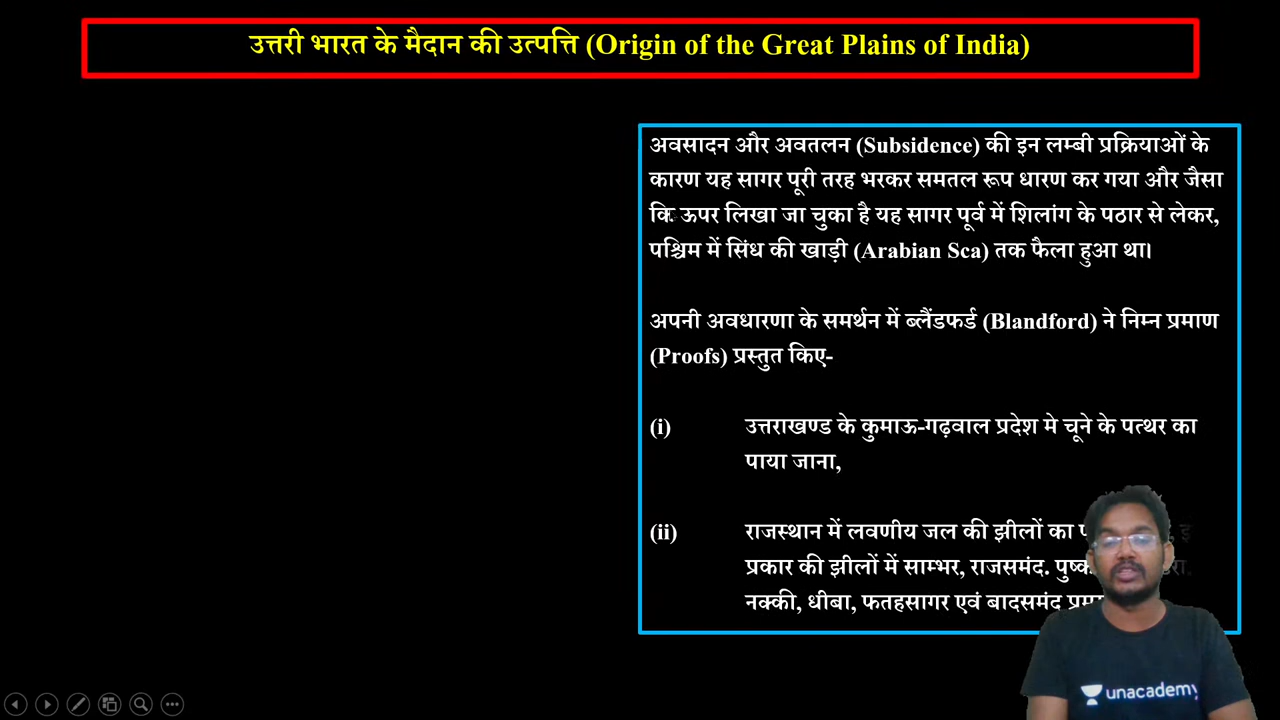 उत्तरी भारत के मैदान की उत्पत्ति (Origin of the Great Plains of India)
अवसादन और अवतलन (Subsidence) की इन लम्बी प्रक्रियाओं के
कारण यह सागर पूरी तरह भरकर समतल रूप धारण कर गया और जैसा
कि ऊपर लिखा जा चुका है यह सागर पूर्व में शिलांग के पठार से लेकर,
पश्चिम में सिंध की खाड़ी (Arabian Sca) तक फैला हुआ था।
अपनी अवधारणा के समर्थन में ब्लैंडफर्ड (Blandford) ने निम्न प्रमाण
(Proofs) प्रस्तुत किए-
(i) उत्तराखण्ड के कुमाऊ-गढ़वाल प्रदेश मे चूने के पत्थर का
पाया जाना,
(ii) राजस्थान में लवणीय जल की झीलों का
प्रकार की झीलों में साम्भर, राजसमंद.
नक्की, धीबा, फतहसागर एवं बादसमंद
unacademy